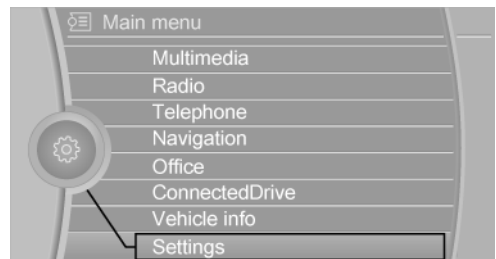 Main menu
Multimedia
Radio
Telephone
Navigation
Office
ConnectedDrive
Vehicle info
Settings